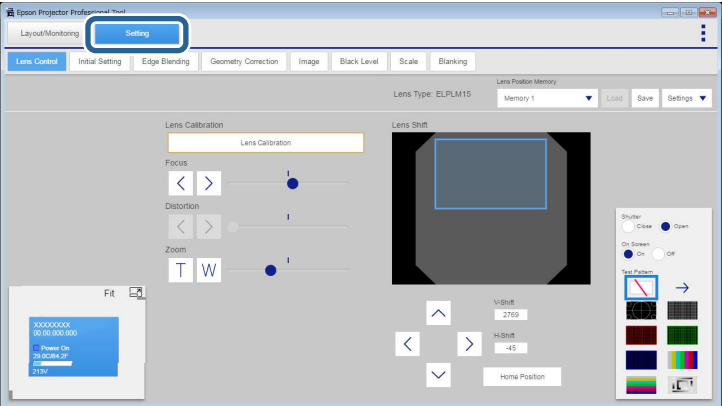 Epson Projector Professional Tool
Layout/Monitoring Setting
Lens Control Initial Setting Edge Blending Geometry Correction Image Black Level Scale Blanking
Lens Position Memory
Lens Type: ELPLM15 Memory 1 Load Save Settings
Lens Calibration Lens Shift
Lens Calibration
Focus
Distortion
Zoom
T W
Shutter
Close Open
On Screen
On Off
Test Pattern
Fit
XXXXXXXX
00.00.000.000
Power On
29.0C/84.2F
213V
V-Shift
2769
H-Shift
-45
Home Position